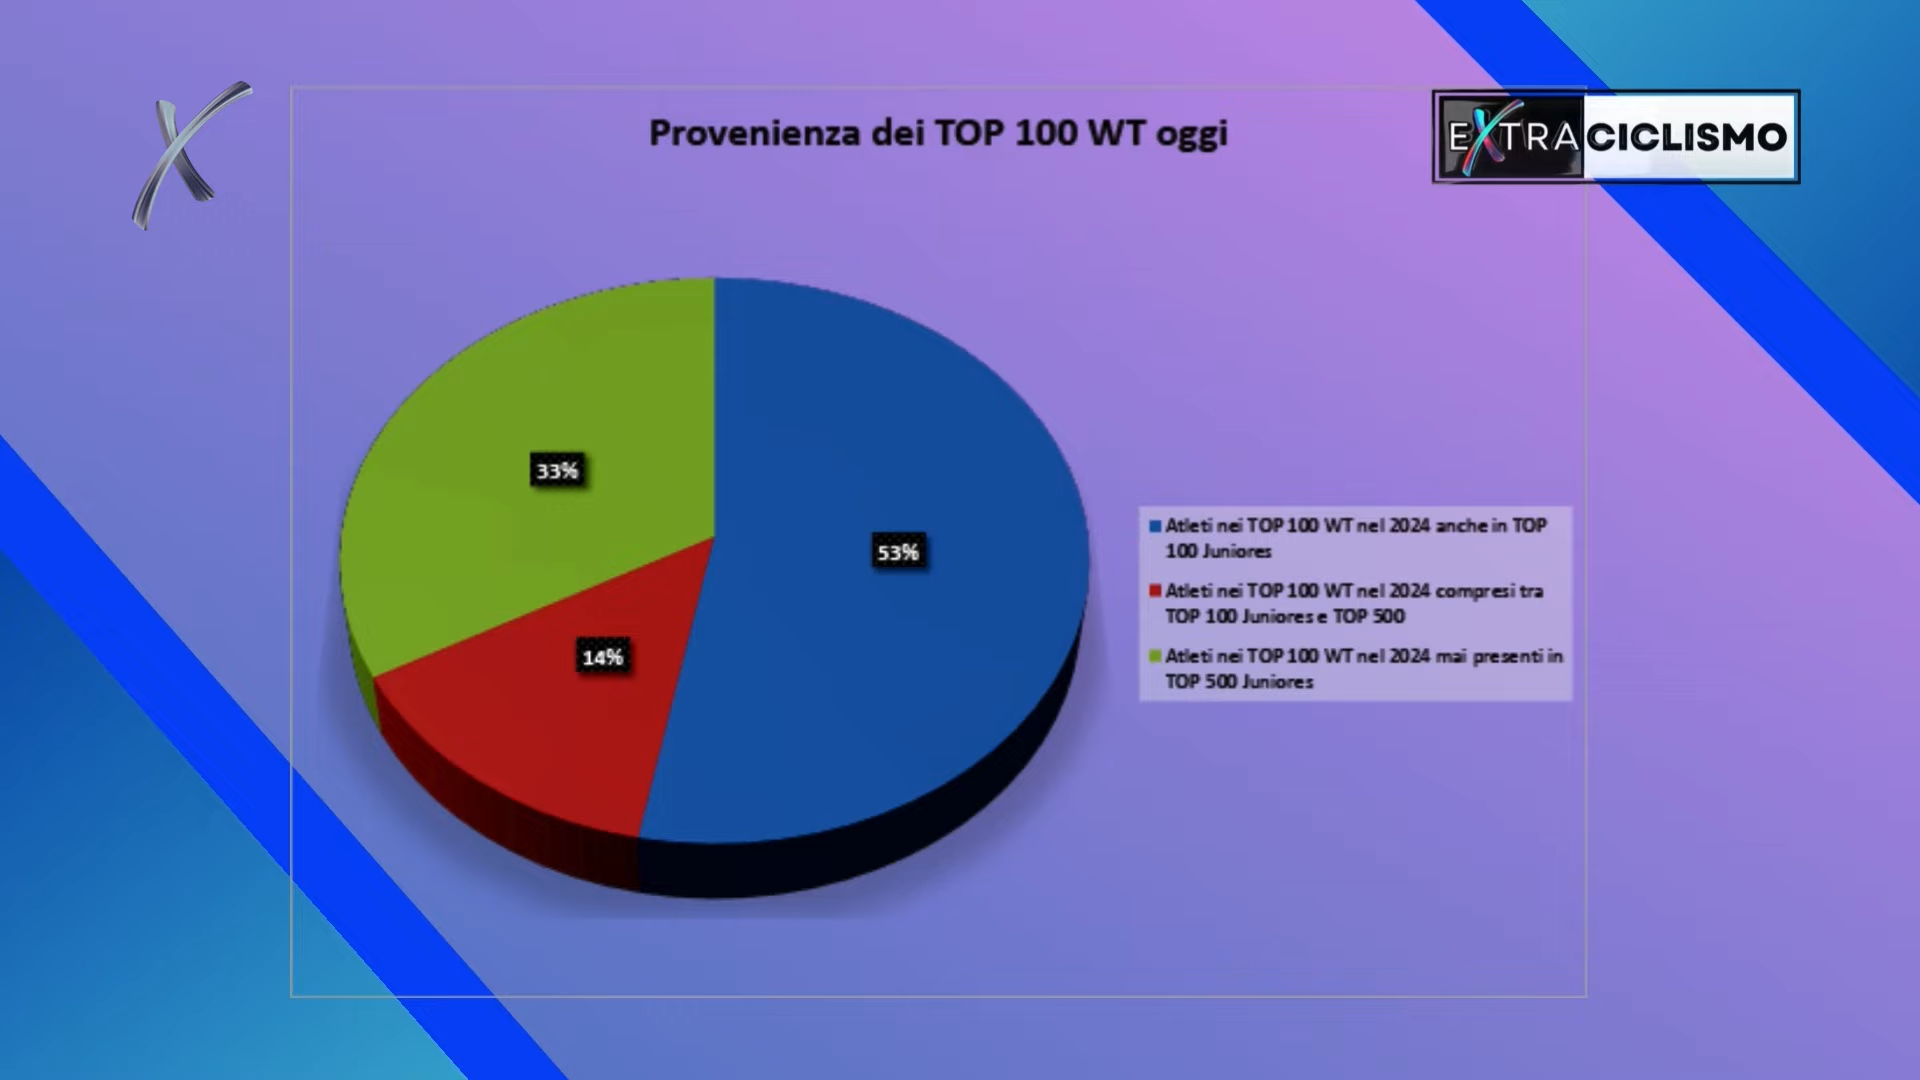 Provenienza dei TOP 100 WT oggi
EXTRA CICLISMO
33%
53%
14%
Atleti nei TOP 100 WT nel 2024 anche in TOP
100 Juniores
Atleti nei TOP 100 WT nel 2024 compresi tra
TOP 100 Juniores e TOP 500
Atleti nei TOP 100 WT nel 2024 mai presenti in
TOP 500 Juniores